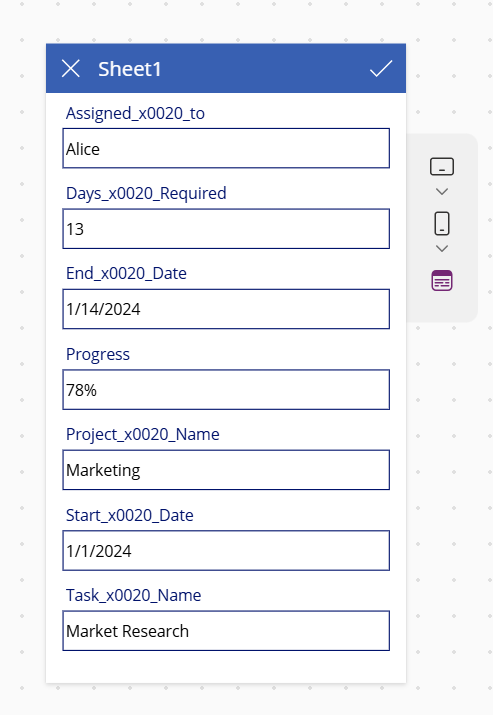 Sheet1
Assigned_x0020_to
Alice
Days_x0020_Required
13
End_x0020_Date
1/14/2024
Progress
78%
Project_x0020_Name
Marketing
Start_x0020_Date
1/1/2024
Task_x0020_Name
Market Research